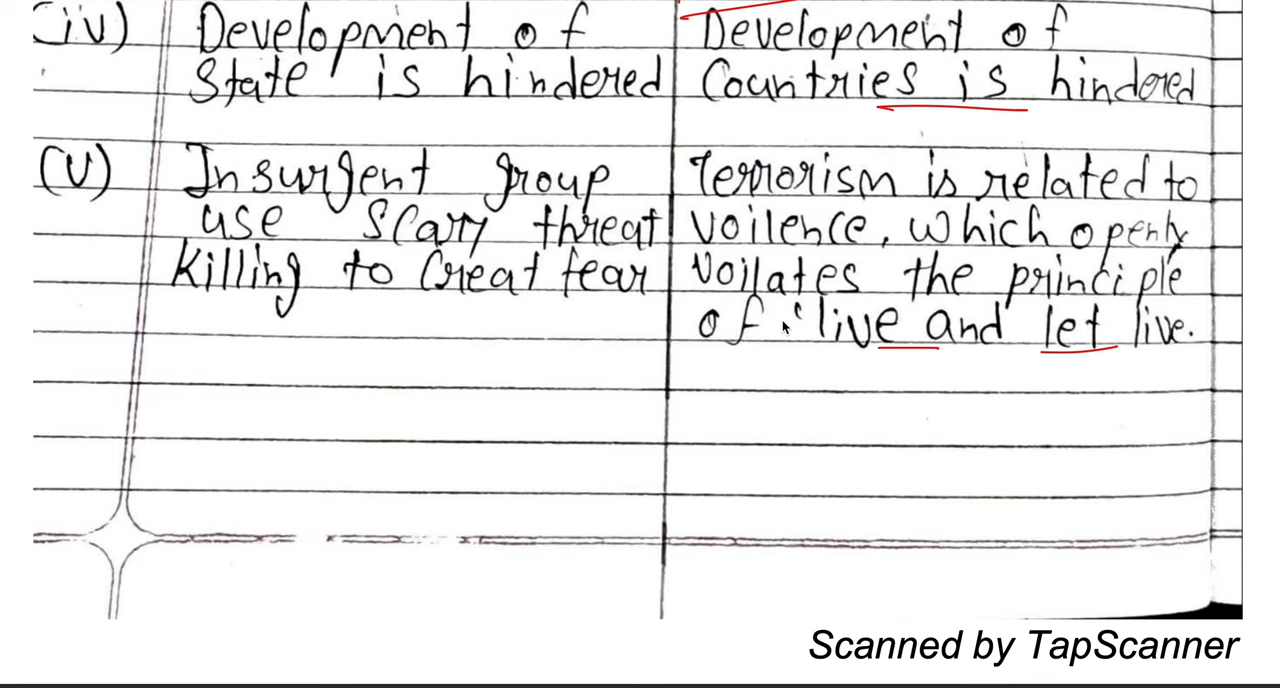 (iv) Development of
State is hindered
Development of
Countries is hindered
(v) Insurgent group
use scary threat
killing to Creat fear
Terrorism is related to
voilence, which openly
voilates the principle
of 'live and let live.
Scanned by TapScanner